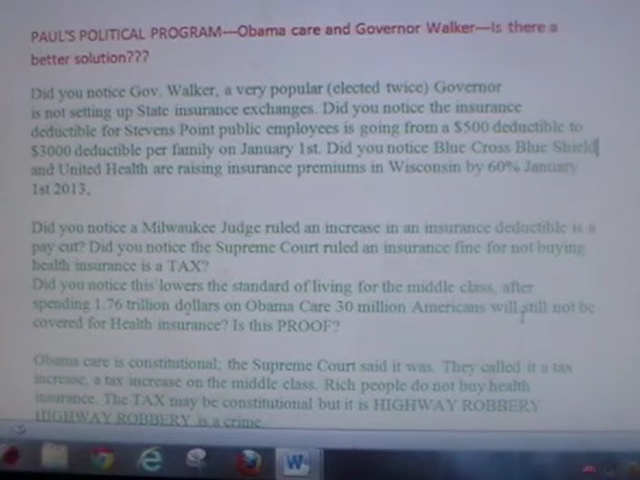 PAUL'S POLITICAL PROGRAM—Obama care and Governor Walker—Is there a
better solution???
Did you notice Gov. Walker, a very popular (elected twice) Governor
is not setting up State insurance exchanges. Did you notice the insurance
deductible for Stevens Point public employees is going from a $500 deductible to
$3000 deductible per family on January 1st. Did you notice Blue Cross Blue Shield
and United Health are raising insurance premiums in Wisconsin by 60% January
1st 2013.
Did you notice a Milwaukee Judge ruled an increase in an insurance deductible is a
pay cut? Did you notice the Supreme Court ruled an insurance fine for not buying
health insurance is a TAX?
Did you notice this lowers the standard of living for the middle class, after
spending 1.76 trillion dollars on Obama Care 30 million Americans will still not be
covered for Health insurance? Is this PROOF?
Obama care is constitutional; the Supreme Court said it was. They called it a tax
increase, a tax increase on the middle class. Rich people do not buy health
insurance. The TAX may be constitutional but it is HIGHWAY ROBBERY
HIGHWAY ROBBERY is a crime.
W